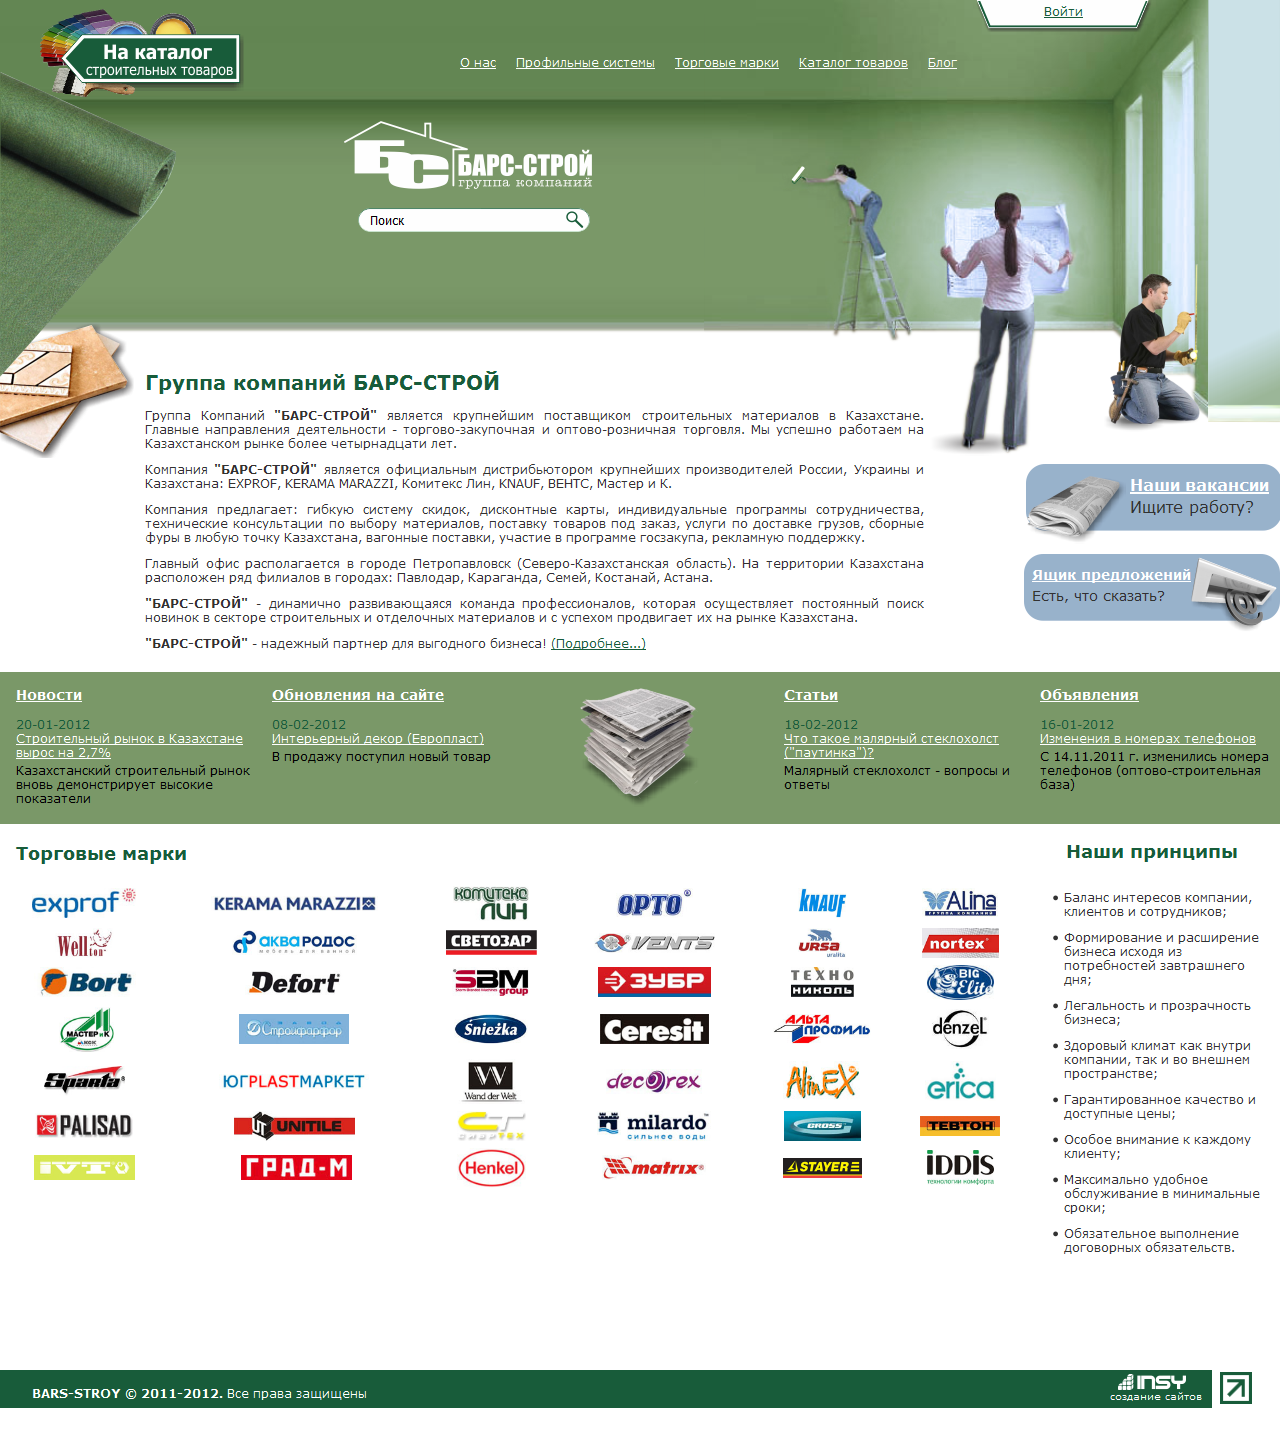 Войти
На каталог
строительных товаров
О нас Профильные системы Торговые марки Каталог товаров Блог
БС БАРС-СТРОЙ
группа компаний
Поиск
Группа компаний БАРС-СТРОЙ
Группа Компаний "БАРС-СТРОЙ" является крупнейшим поставщиком строительных материалов в Казахстане.
Главные направления деятельности - торгово-закупочная и оптово-розничная торговля. Мы успешно работаем на
Казахстанском рынке более четырнадцати лет.
Компания "БАРС-СТРОЙ" является официальным дистрибьютором крупнейших производителей России, Украины и
Казахстана: EXPROF, KERAMA MARAZZI, Комитекс Лин, KNAUF, ВЕНТС, Мастер и К.
Компания предлагает: гибкую систему скидок, дисконтные карты, индивидуальные программы сотрудничества,
технические консультации по выбору материалов, поставку товаров под заказ, услуги по доставке грузов, сборные
фуры в любую точку Казахстана, вагонные поставки, участие в программе госзакупа, рекламную поддержку.
Главный офис располагается в городе Петропавловск (Северо-Казахстанская область). На территории Казахстана
расположен ряд филиалов в городах: Павлодар, Караганда, Семей, Костанай, Астана.
"БАРС-СТРОЙ" - динамично развивающаяся команда профессионалов, которая осуществляет постоянный поиск
новинок в секторе строительных и отделочных материалов и с успехом продвигает их на рынке Казахстана.
"БАРС-СТРОЙ" - надежный партнер для выгодного бизнеса! (Подробнее...)
Наши вакансии
Ищите работу?
Ящик предложений
Есть, что сказать?
Новости
20-01-2012
Строительный рынок в Казахстане
вырос на 2,7%
Казахстанский строительный рынок
вновь демонстрирует высокие
показатели
Обновления на сайте
08-02-2012
Интерьерный декор (Европласт)
В продажу поступил новый товар
Статьи
18-02-2012
Что такое малярный стеклохолст
("паутинка")?
Малярный стеклохолст - вопросы и
ответы
Объявления
16-01-2012
Изменения в номерах телефонов
С 14.11.2011 г. изменились номера
телефонов (оптово-строительная
база)
Торговые марки
exprof KERAMA MARAZZI КОМИТЕКС ЛИН ОРТО KNAUF Alina
ГРУППА КОМПАНИЙ
Wellton АКВАРОДОС СВЕТОЗАР VENTS URSA nortex
мебель для ванной
uralita
Bort Defort SBM group ЗУБР ТЕХНО НИКОЛЬ BIG Elite
МАСТЕР и К Стройфарфор Śnieżka Ceresit АЛЬТА ПРОФИЛЬ denzel
Sparta ЮГPLASTМАРКЕТ W decorex AlinEX erica
Wand der Welt
PALISAD UNITILE СТ milardo GROSS ТЕВТОН
СИБРТЕХ сильнее воды
IVT ГРАД-М Henkel matrix STAYER IDDIS
технологии комфорта
Наши принципы
• Баланс интересов компании,
клиентов и сотрудников;
• Формирование и расширение
бизнеса исходя из
потребностей завтрашнего
дня;
• Легальность и прозрачность
бизнеса;
• Здоровый климат как внутри
компании, так и во внешнем
пространстве;
• Гарантированное качество и
доступные цены;
• Особое внимание к каждому
клиенту;
• Максимально удобное
обслуживание в минимальные
сроки;
• Обязательное выполнение
договорных обязательств.
BARS-STROY © 2011-2012. Все права защищены
INSY
создание сайтов